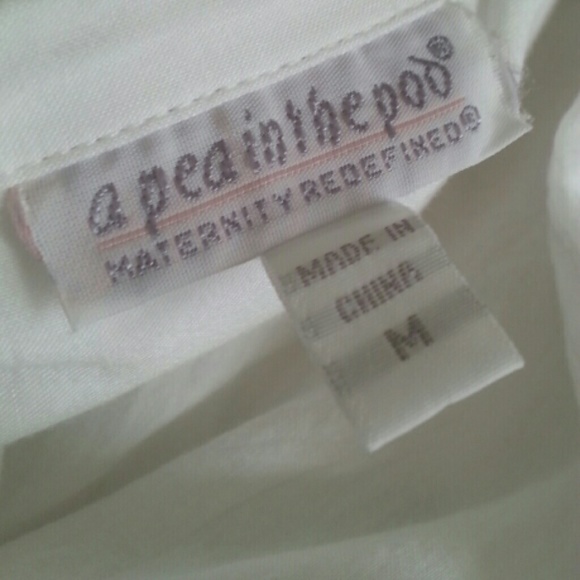 a pea in the pod®
MATERNITY REDEFINED®
MADE IN
CHINA
M